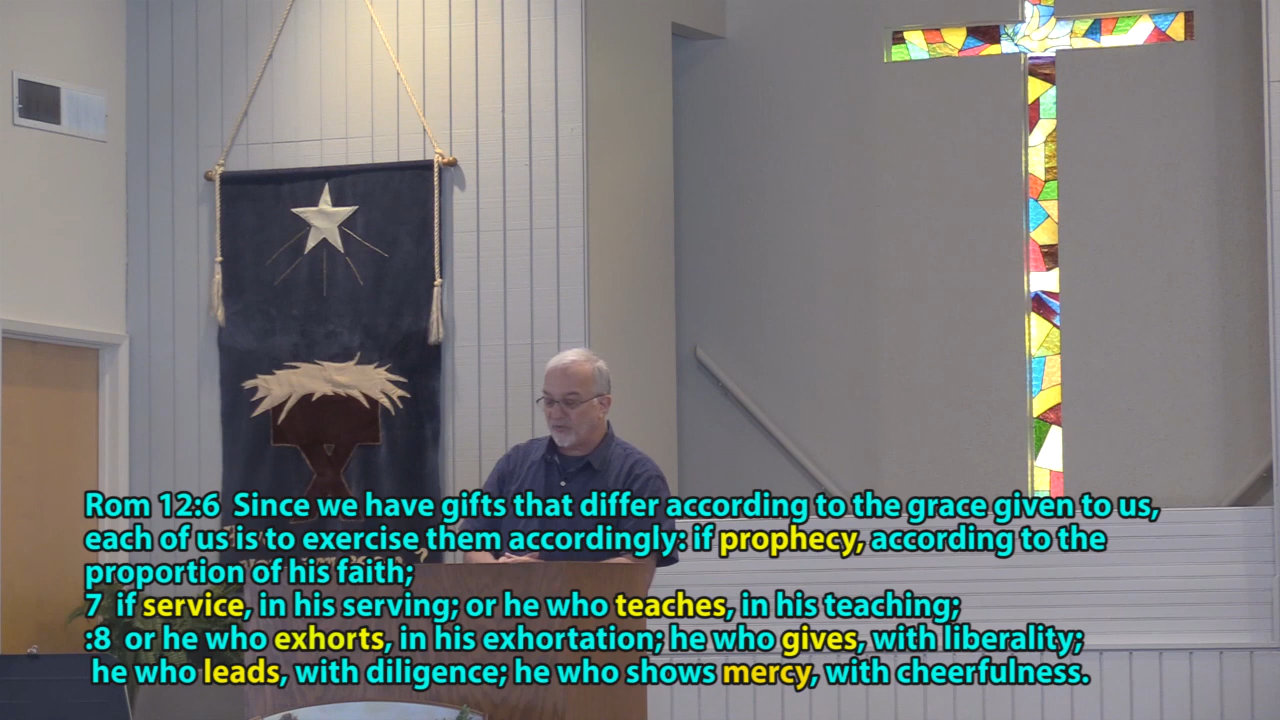 Rom 12:6 Since we have gifts that differ according to the grace given to us,
each of us is to exercise them accordingly: if prophecy, according to the
proportion of his faith;
7 if service, in his serving; or he who teaches, in his teaching;
:8 or he who exhorts, in his exhortation; he who gives, with liberality;
he who leads, with diligence; he who shows mercy, with cheerfulness.